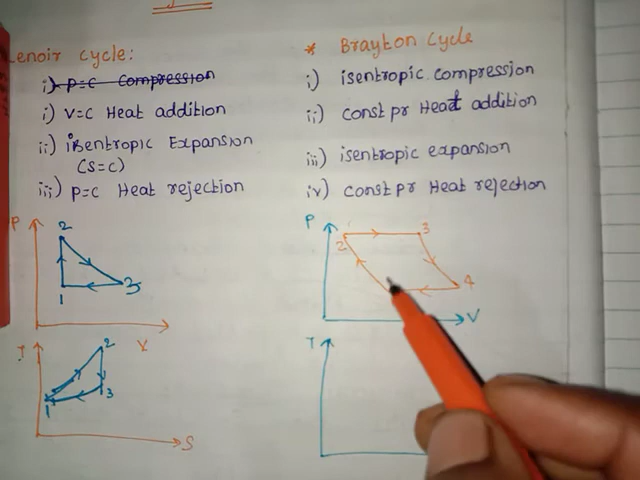 Lenoir Cycle:
i) P=C Compression
i) V=C Heat addition
ii) isentropic Expansion
(S=C)
iii) P=C Heat rejection
P
2
1
3
V
T
2
3
1
S
* Brayton Cycle
i) isentropic compression
ii) const pr Heat addition
iii) isentropic expansion
iv) const pr Heat rejection
P
2
3
4
V
T